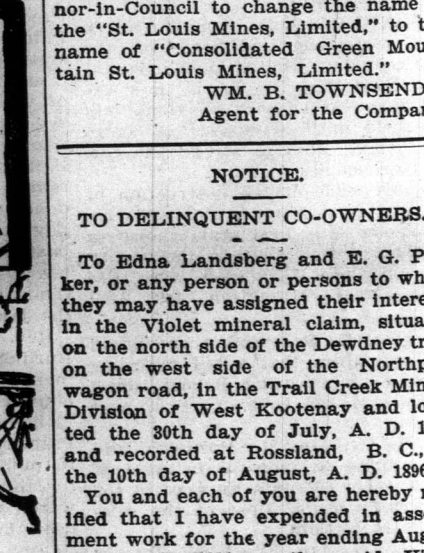 nor-in-Council to change the name
the "St. Louis Mines, Limited," to t
name of "Consolidated Green Mou
tain St. Louis Mines, Limited."
WM. B. TOWNSEND
Agent for the Compa
NOTICE.
TO DELINQUENT CO-OWNERS.
To Edna Landsberg and E. G. P
ker, or any person or persons to wh
they may have assigned their intere
in the Violet mineral claim, situa
on the north side of the Dewdney tr
on the west side of the Northp
wagon road, in the Trail Creek Min
Division of West Kootenay and lo
ted the 30th day of July, A. D. 1
and recorded at Rossland, B. C.,
the 10th day of August, A. D. 1896
You and each of you are hereby n
ified that I have expended in ass
ment work for the year ending Aug